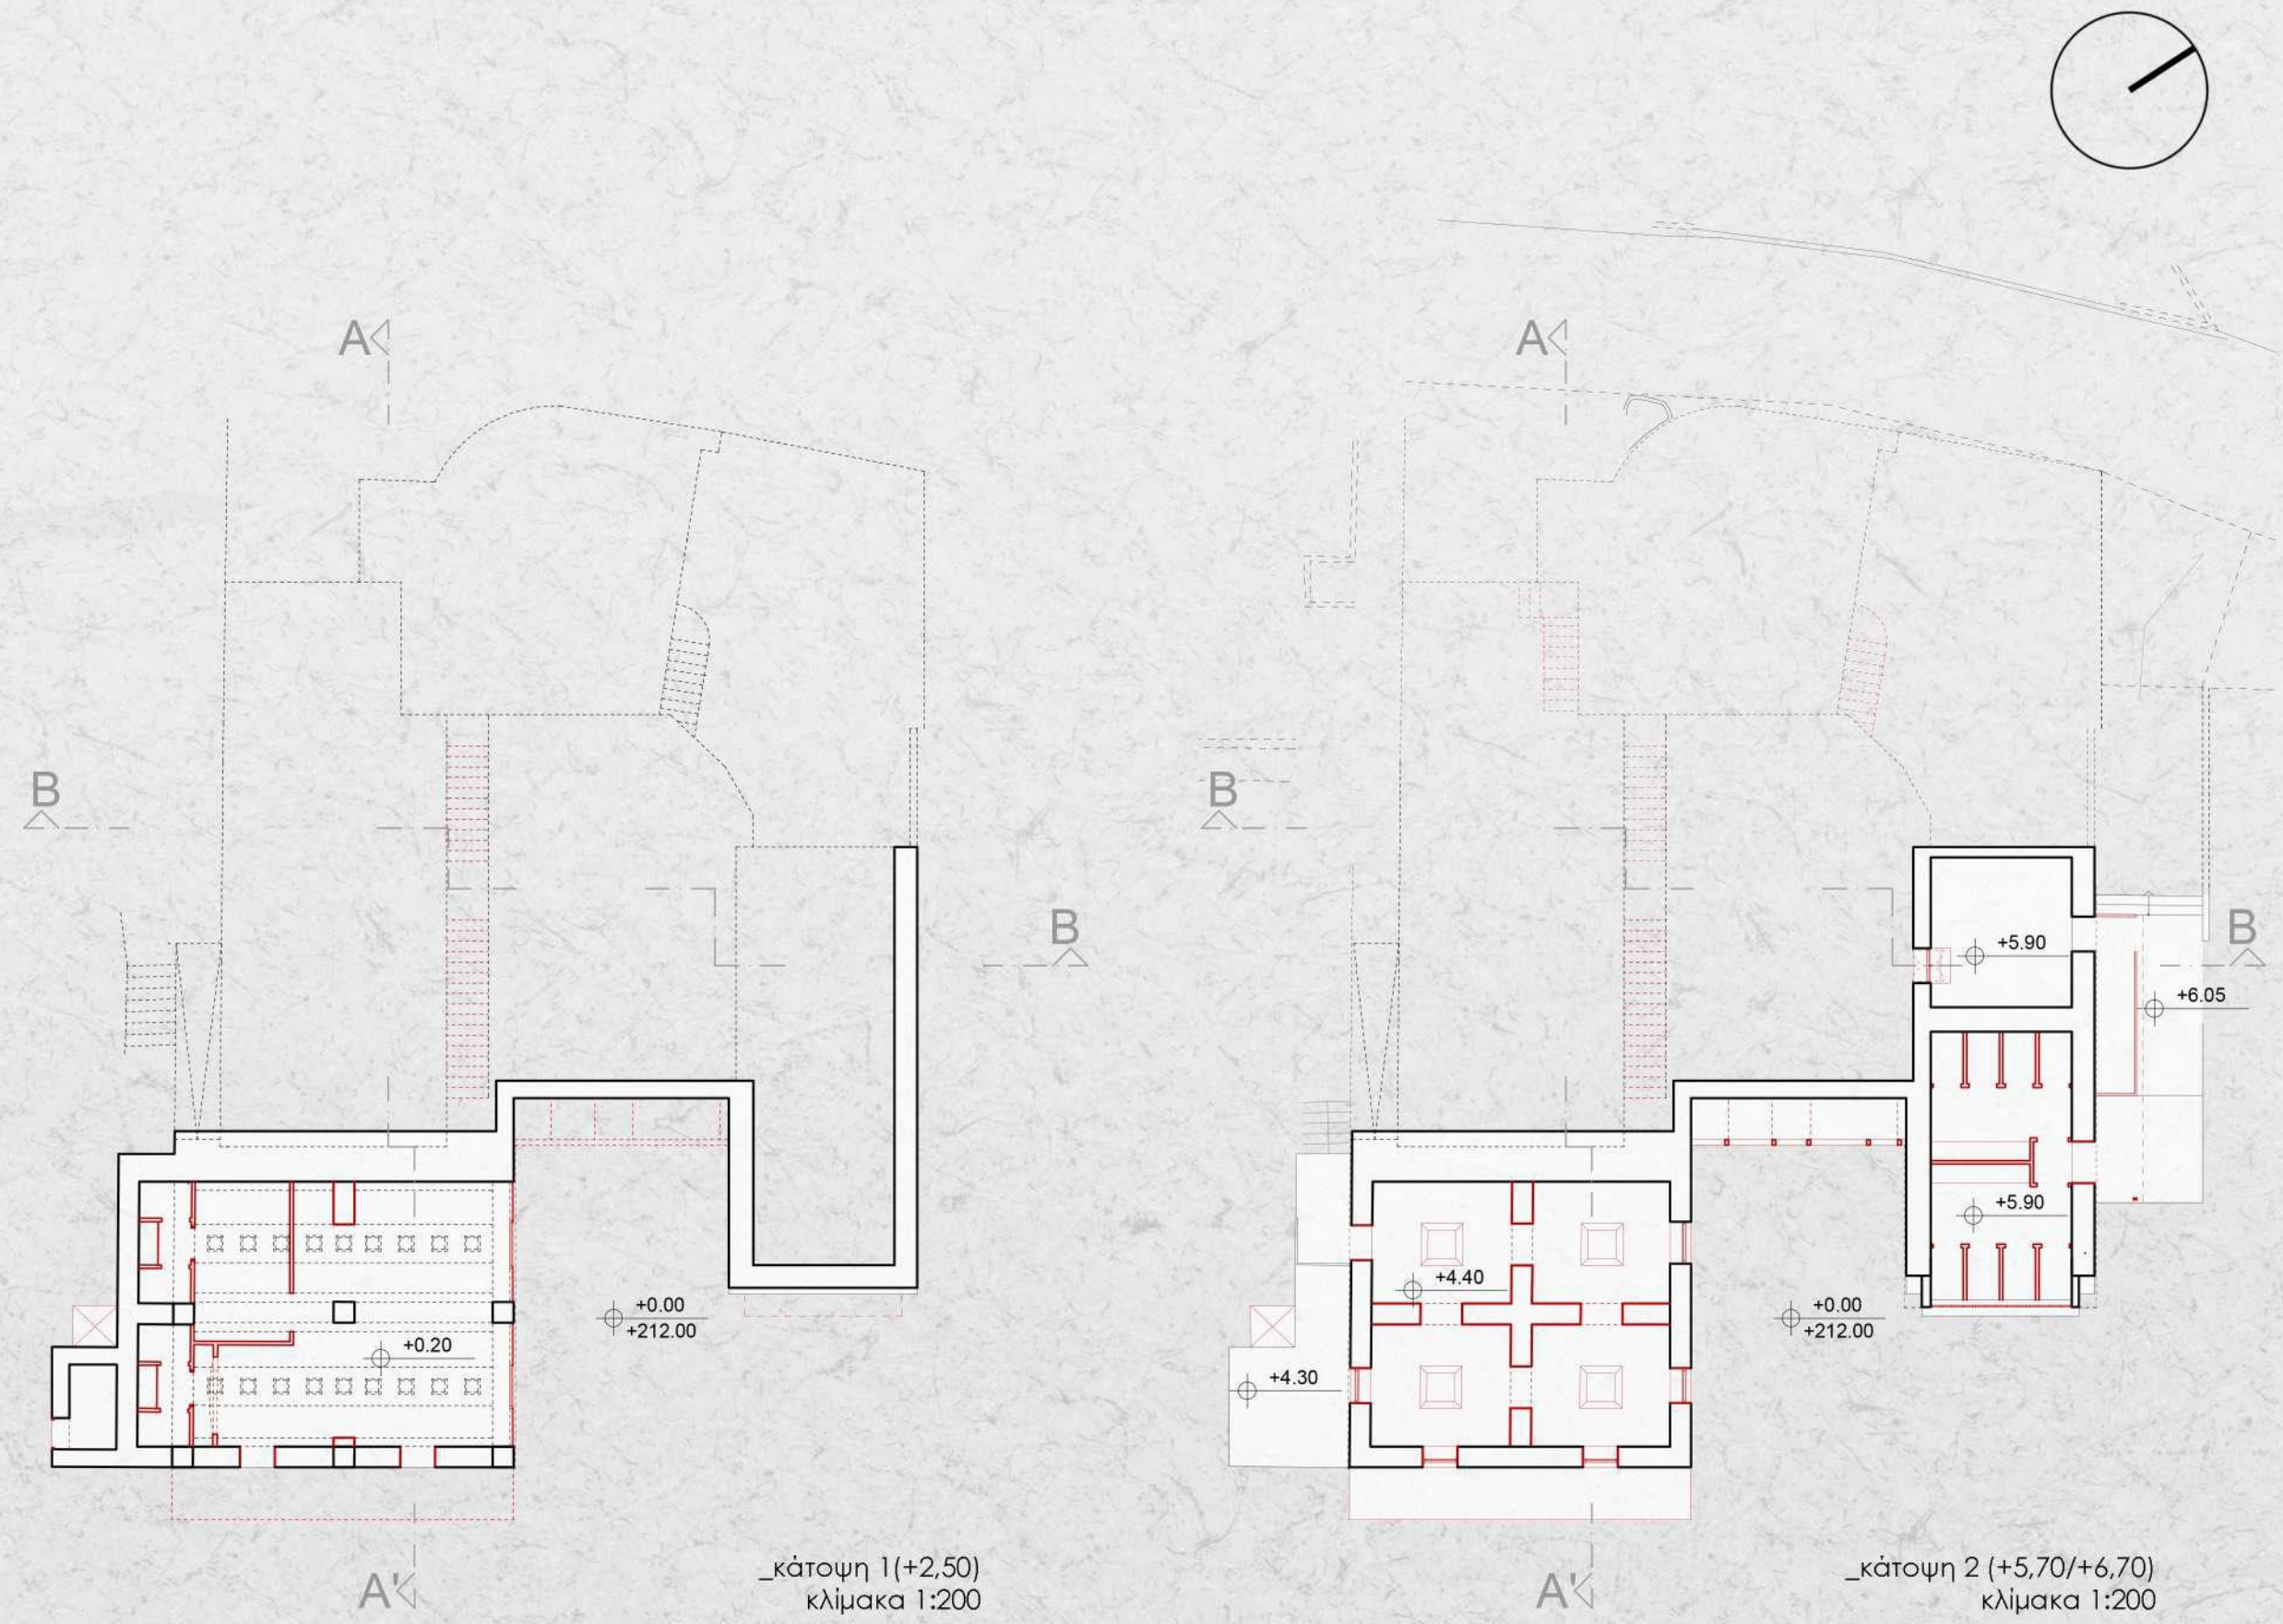 A
B
B
+0.20
+0.00
+212.00
A'
_κάτοψη 1(+2,50)
κλίμακα 1:200
A
B
B
+5.90
+6.05
+5.90
+4.40
+4.30
+0.00
+212.00
A'
_κάτοψη 2 (+5,70/+6,70)
κλίμακα 1:200